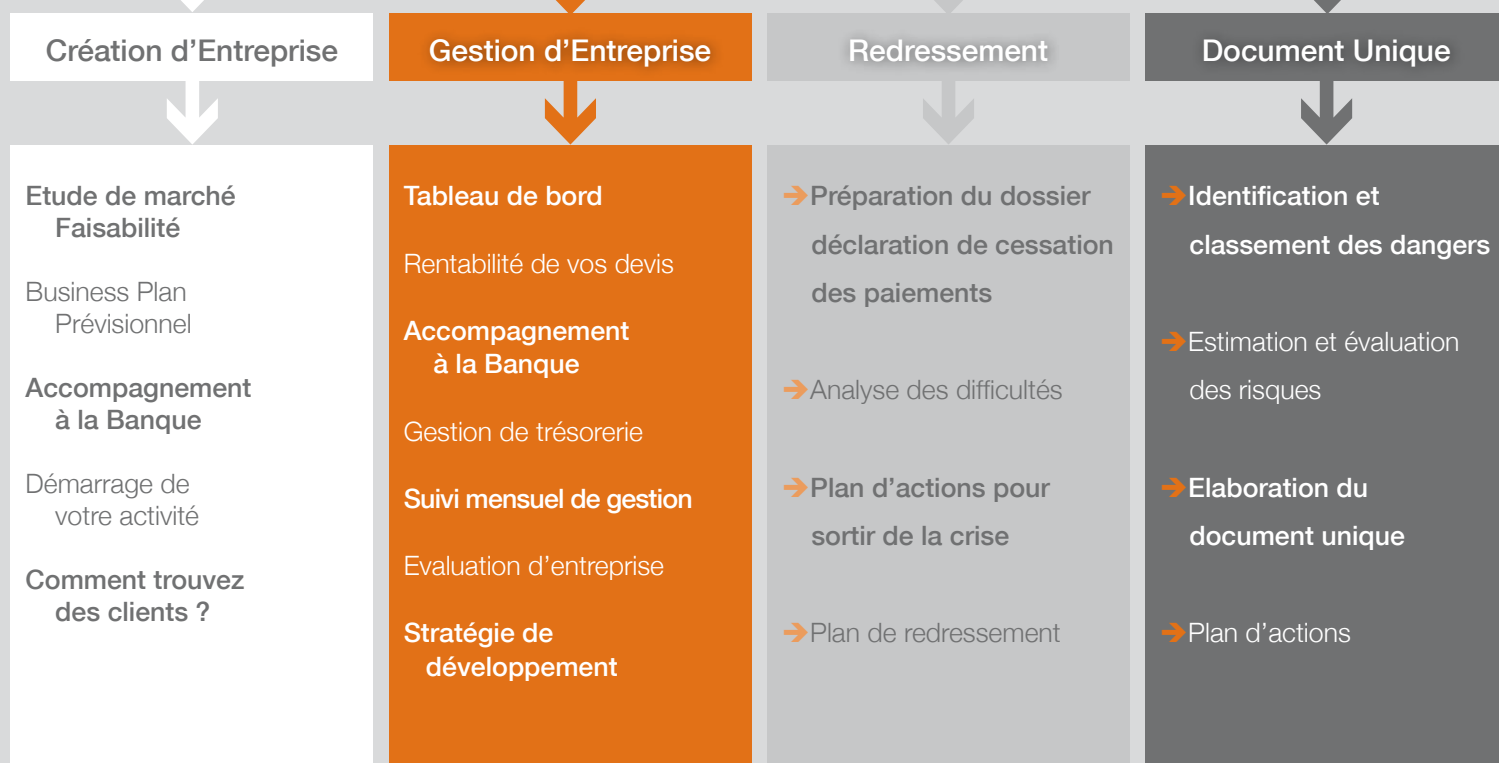 Création d’Entreprise
Etude de marché
Faisabilité
Business Plan
Prévisionnel
Accompagnement
à la Banque
Démarrage de
votre activité
Comment trouvez
des clients ?
Gestion d’Entreprise
Tableau de bord
Rentabilité de vos devis
Accompagnement
à la Banque
Gestion de trésorerie
Suivi mensuel de gestion
Evaluation d’entreprise
Stratégie de
développement
Redressement
Préparation du dossier
déclaration de cessation
des paiements
Analyse des difficultés
Plan d’actions pour
sortir de la crise
Plan de redressement
Document Unique
Identification et
classement des dangers
Estimation et évaluation
des risques
Elaboration du
document unique
Plan d’actions